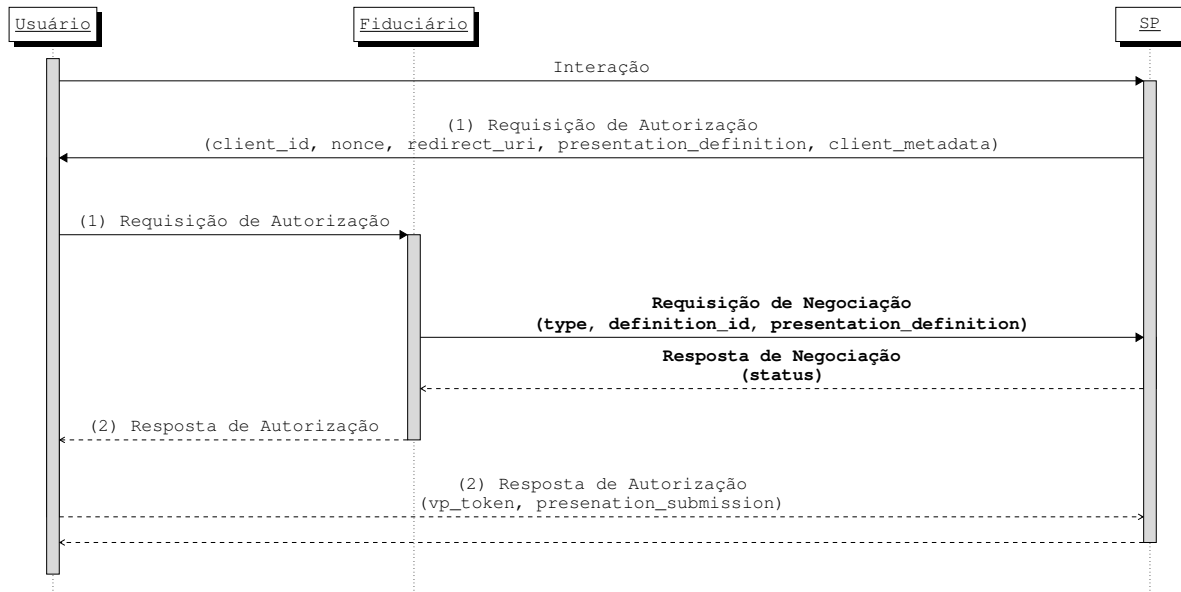 Usuário
Fiduciário
SP
Interação
(1) Requisição de Autorização
(client_id, nonce, redirect_uri, presentation_definition, client_metadata)
(1) Requisição de Autorização
Requisição de Negociação
(type, definition_id, presentation_definition)
Resposta de Negociação
(status)
(2) Resposta de Autorização
(2) Resposta de Autorização
(vp_token, presenation_submission)